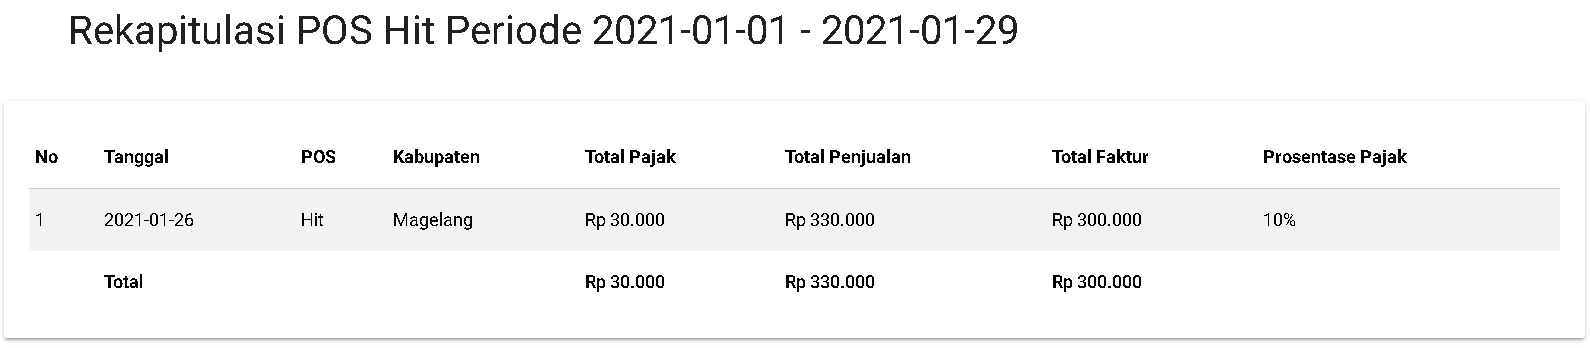 Rekapitulasi POS Hit Periode 2021-01-01 - 2021-01-29
No Tanggal POS Kabupaten Total Pajak Total Penjualan Total Faktur Prosentase Pajak
1 2021-01-26 Hit Magelang Rp 30.000 Rp 330.000 Rp 300.000 10%
Total Rp 30.000 Rp 330.000 Rp 300.000